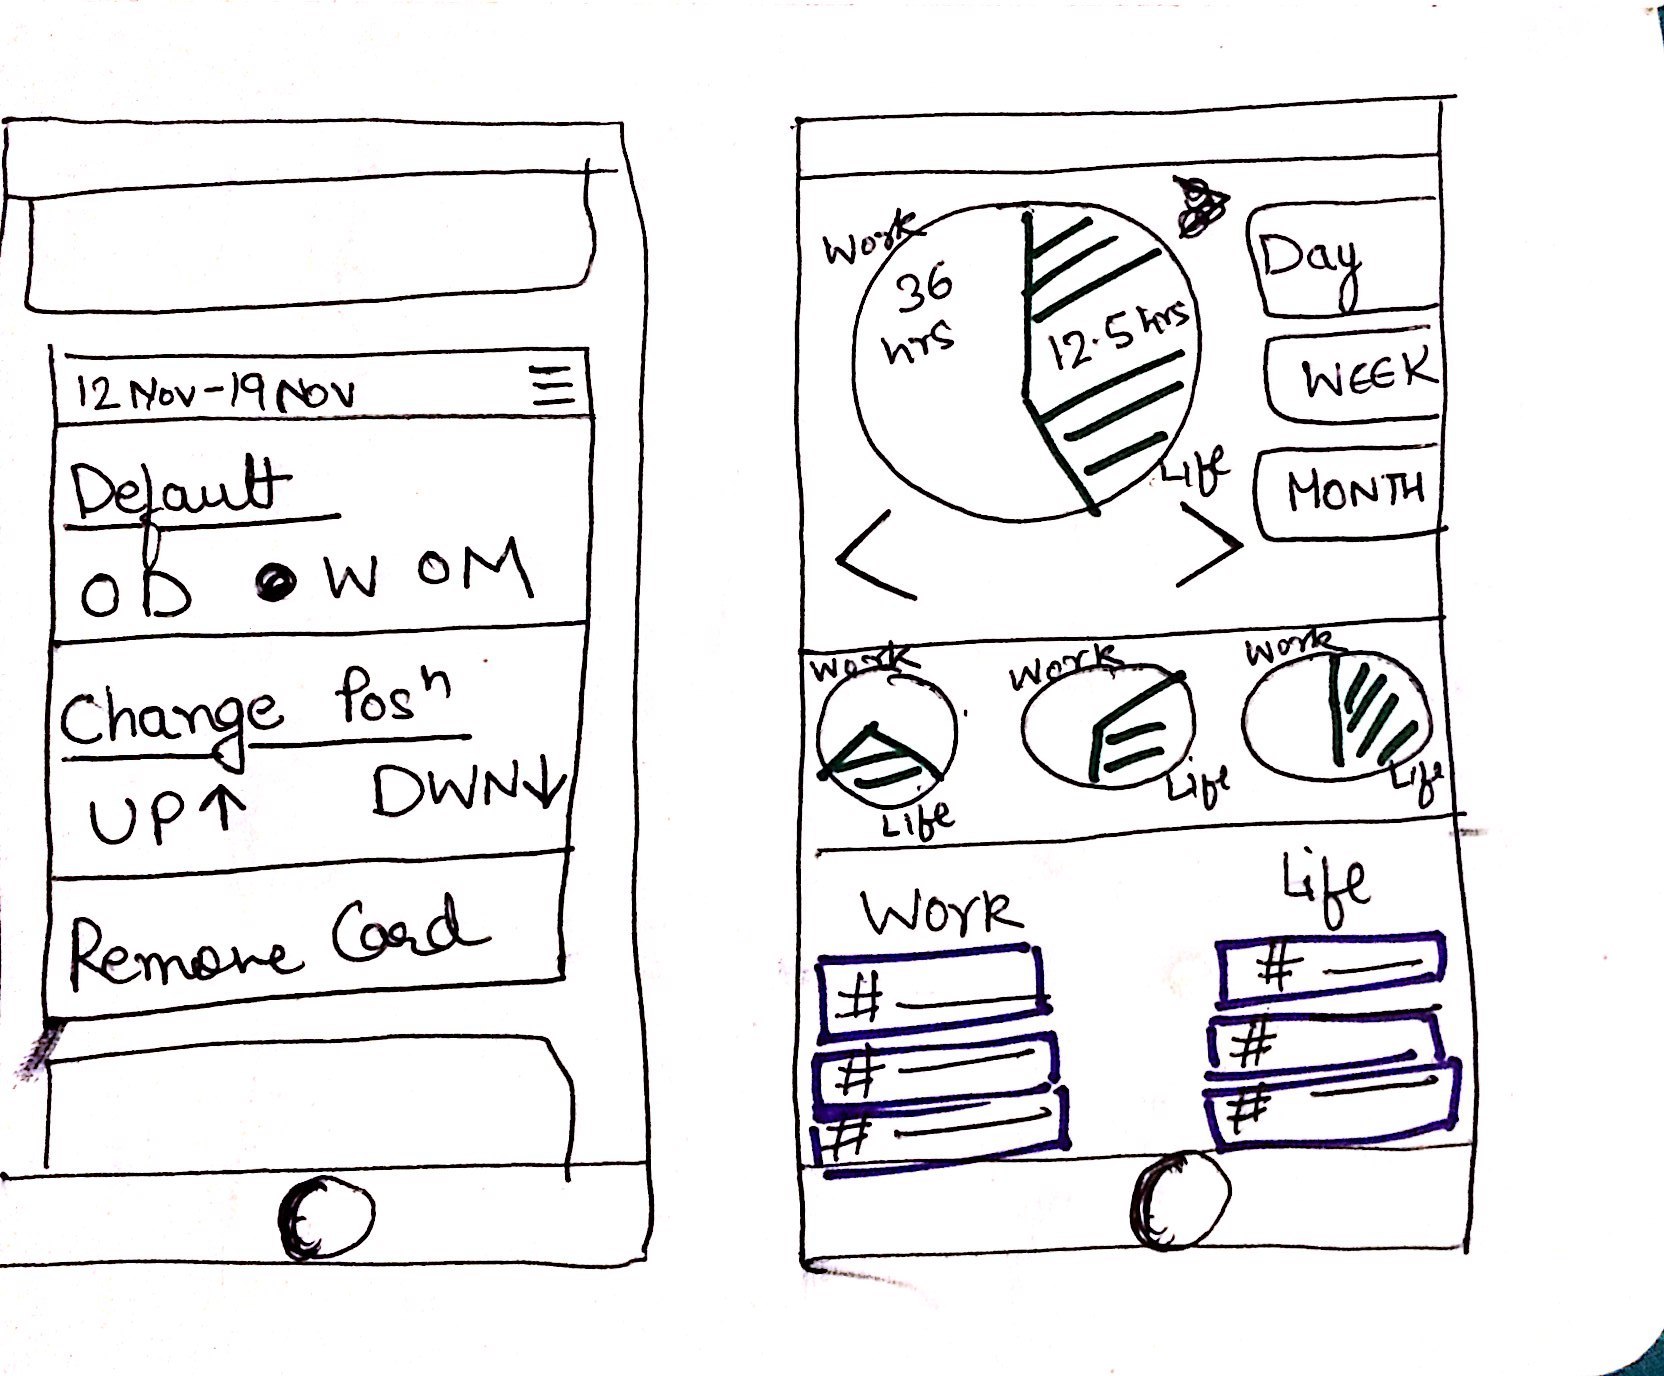 12 Nov-19 Nov
Default
O D ● W O M
Change Posⁿ
UP↑ DWN↓
Remove Card
Work
36
hrs
12.5 hrs
Life
Day
WEEK
MONTH
Work
Life
Work
Life
Work
Life
Work
#
#
#
Life
#
#
#